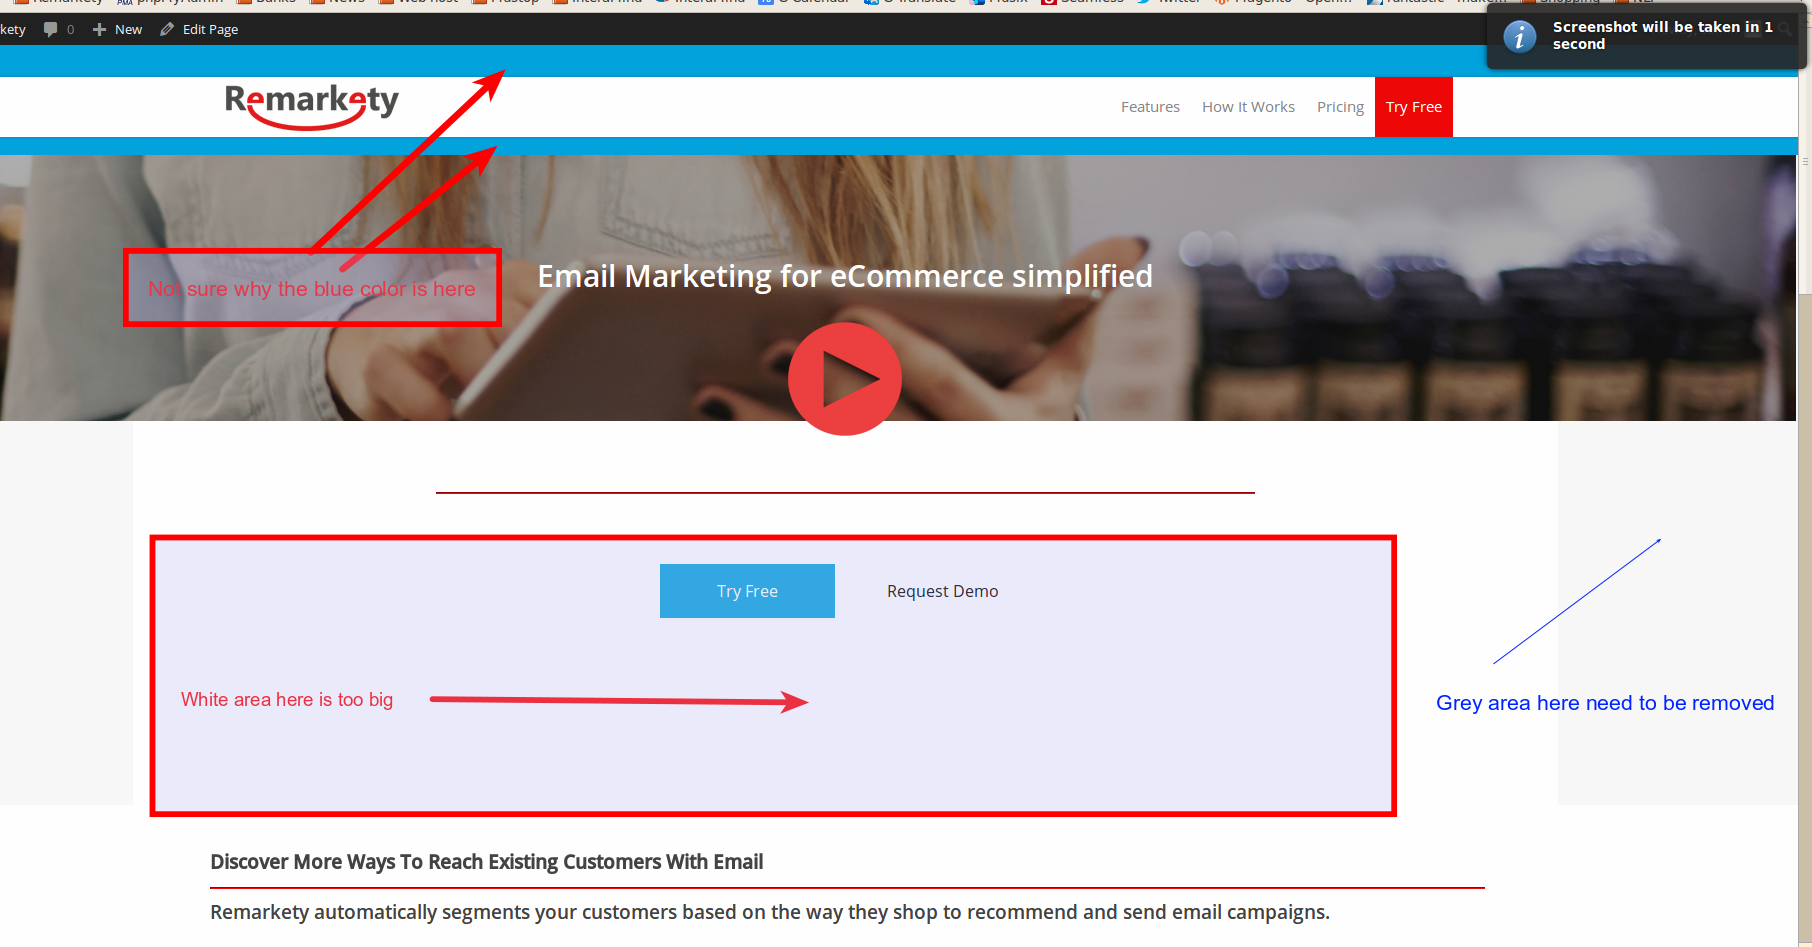 kety 0 New Edit Page
Screenshot will be taken in 1
second
Remarkety
Features How It Works Pricing Try Free
Email Marketing for eCommerce simplified
Not sure why the blue color is here
Try Free Request Demo
White area here is too big
Grey area here need to be removed
Discover More Ways To Reach Existing Customers With Email
Remarkety automatically segments your customers based on the way they shop to recommend and send email campaigns.